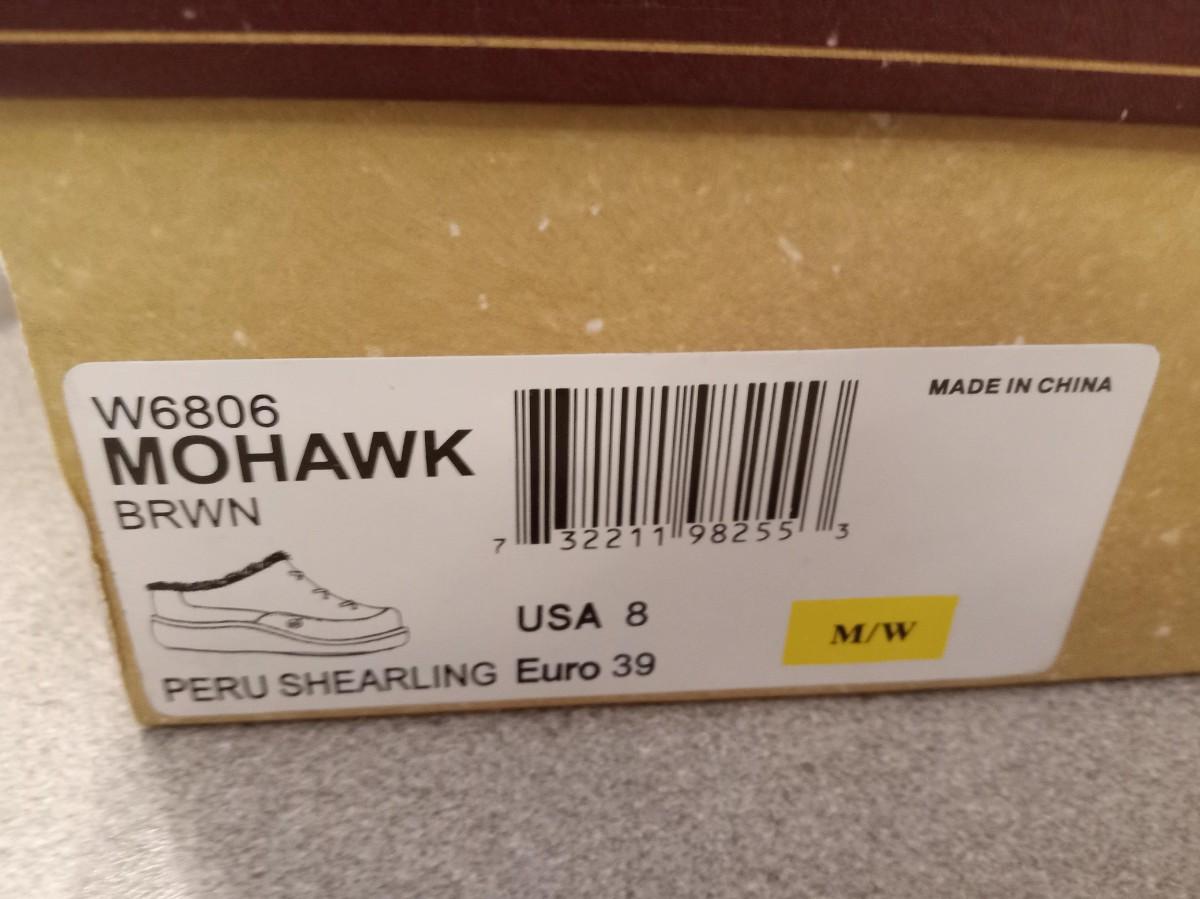 W6806
MOHAWK
BRWN
PERU SHEARLING
7 32211 98255 3
USA 8
Euro 39
MADE IN CHINA
M/W